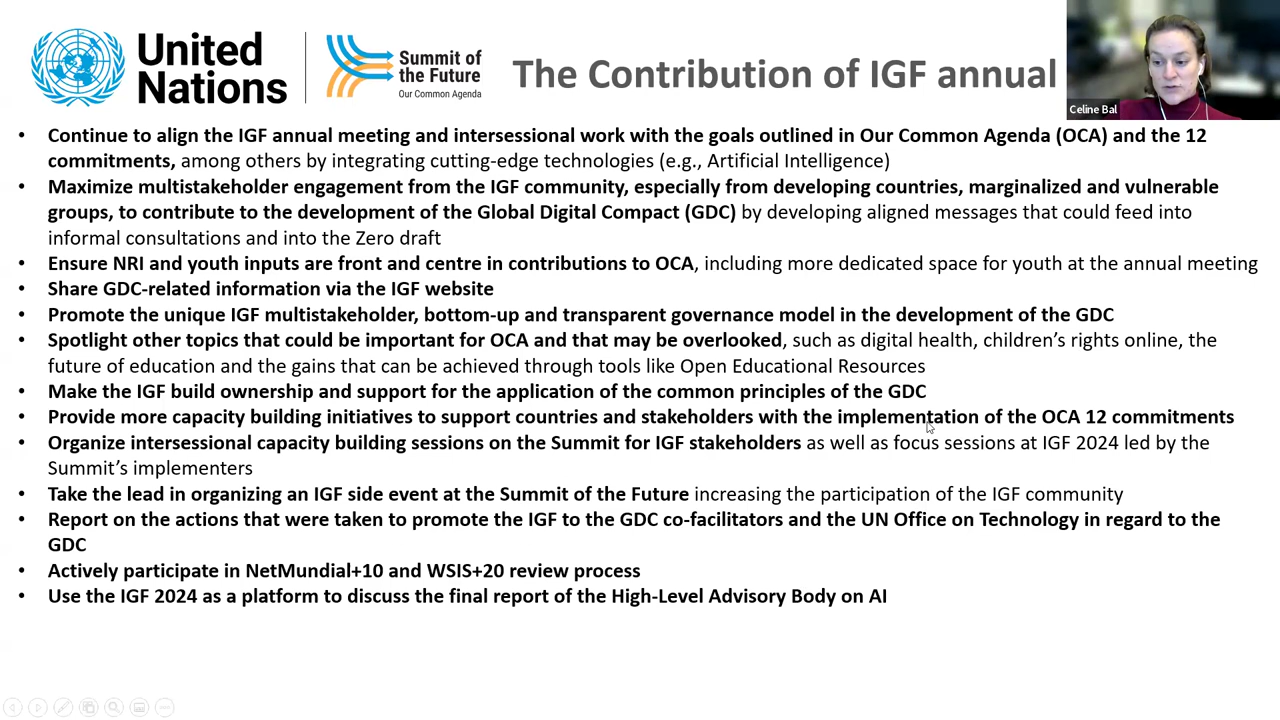 United
Nations
Summit of
the Future
Our Common Agenda
The Contribution of IGF annual
Celine Bal
• Continue to align the IGF annual meeting and intersessional work with the goals outlined in Our Common Agenda (OCA) and the 12
commitments, among others by integrating cutting-edge technologies (e.g., Artificial Intelligence)
• Maximize multistakeholder engagement from the IGF community, especially from developing countries, marginalized and vulnerable
groups, to contribute to the development of the Global Digital Compact (GDC) by developing aligned messages that could feed into
informal consultations and into the Zero draft
• Ensure NRI and youth inputs are front and centre in contributions to OCA, including more dedicated space for youth at the annual meeting
• Share GDC-related information via the IGF website
• Promote the unique IGF multistakeholder, bottom-up and transparent governance model in the development of the GDC
• Spotlight other topics that could be important for OCA and that may be overlooked, such as digital health, children’s rights online, the
future of education and the gains that can be achieved through tools like Open Educational Resources
• Make the IGF build ownership and support for the application of the common principles of the GDC
• Provide more capacity building initiatives to support countries and stakeholders with the implementation of the OCA 12 commitments
• Organize intersessional capacity building sessions on the Summit for IGF stakeholders as well as focus sessions at IGF 2024 led by the
Summit’s implementers
• Take the lead in organizing an IGF side event at the Summit of the Future increasing the participation of the IGF community
• Report on the actions that were taken to promote the IGF to the GDC co-facilitators and the UN Office on Technology in regard to the
GDC
• Actively participate in NetMundial+10 and WSIS+20 review process
• Use the IGF 2024 as a platform to discuss the final report of the High-Level Advisory Body on AI